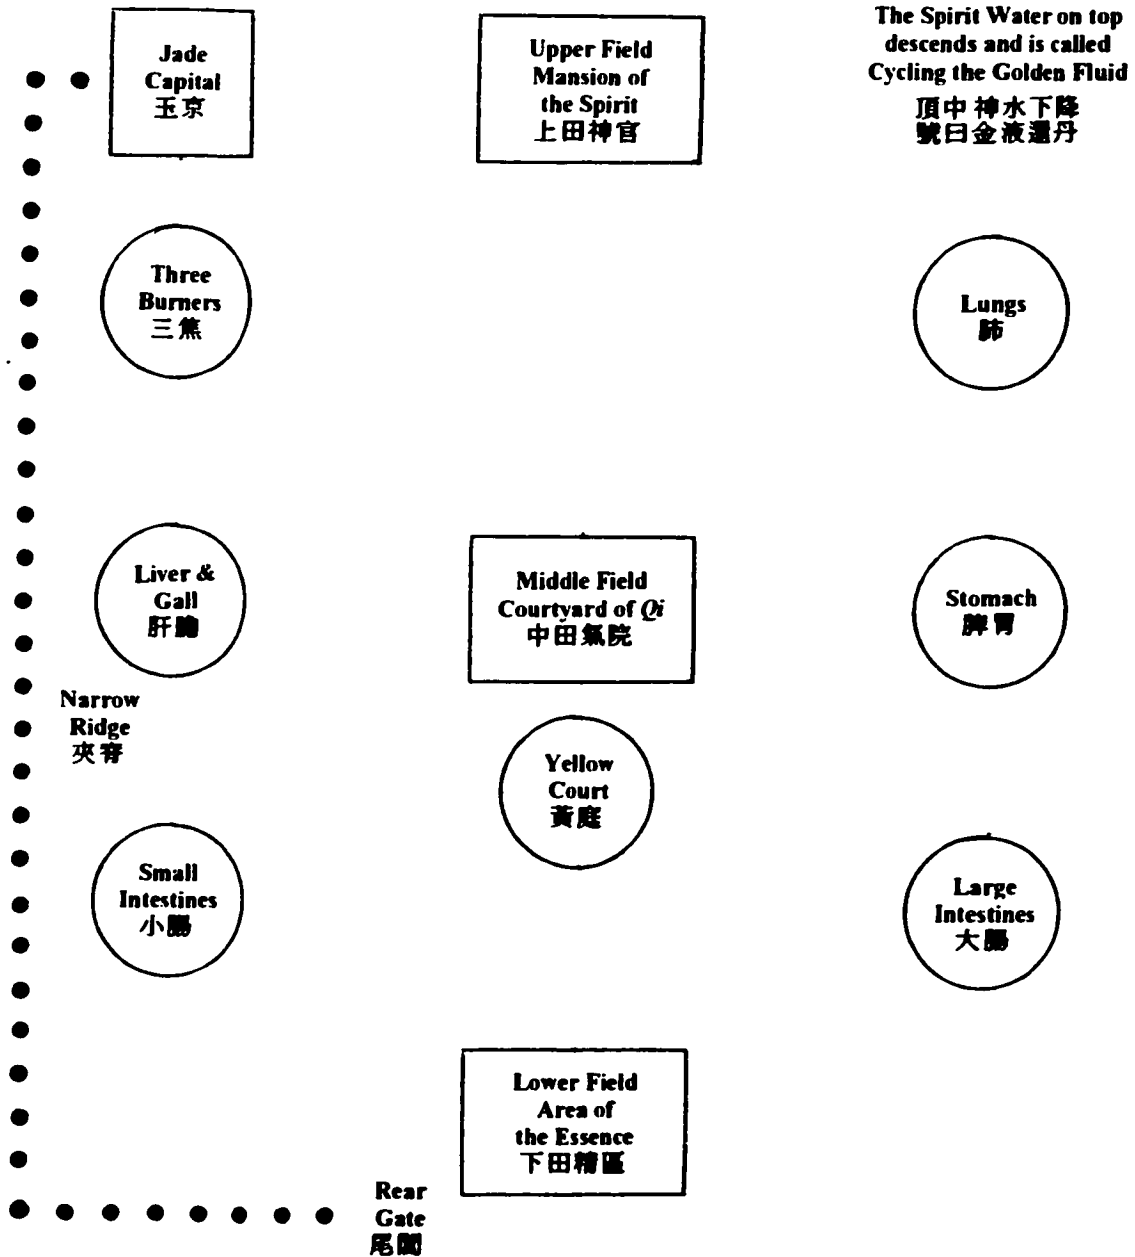 Jade
Capital
玉京
Upper Field
Mansion of
the Spirit
上田神宮
The Spirit Water on top
descends and is called
Cycling the Golden Fluid
頂中神水下降
號曰金液還丹
Three
Burners
三焦
Lungs
肺
Liver &
Gall
肝膽
Middle Field
Courtyard of Qi
中田氣院
Stomach
脾胃
Narrow
Ridge
夾脊
Yellow
Court
黃庭
Small
Intestines
小腸
Large
Intestines
大腸
Lower Field
Area of
the Essence
下田精區
Rear
Gate
尾閭